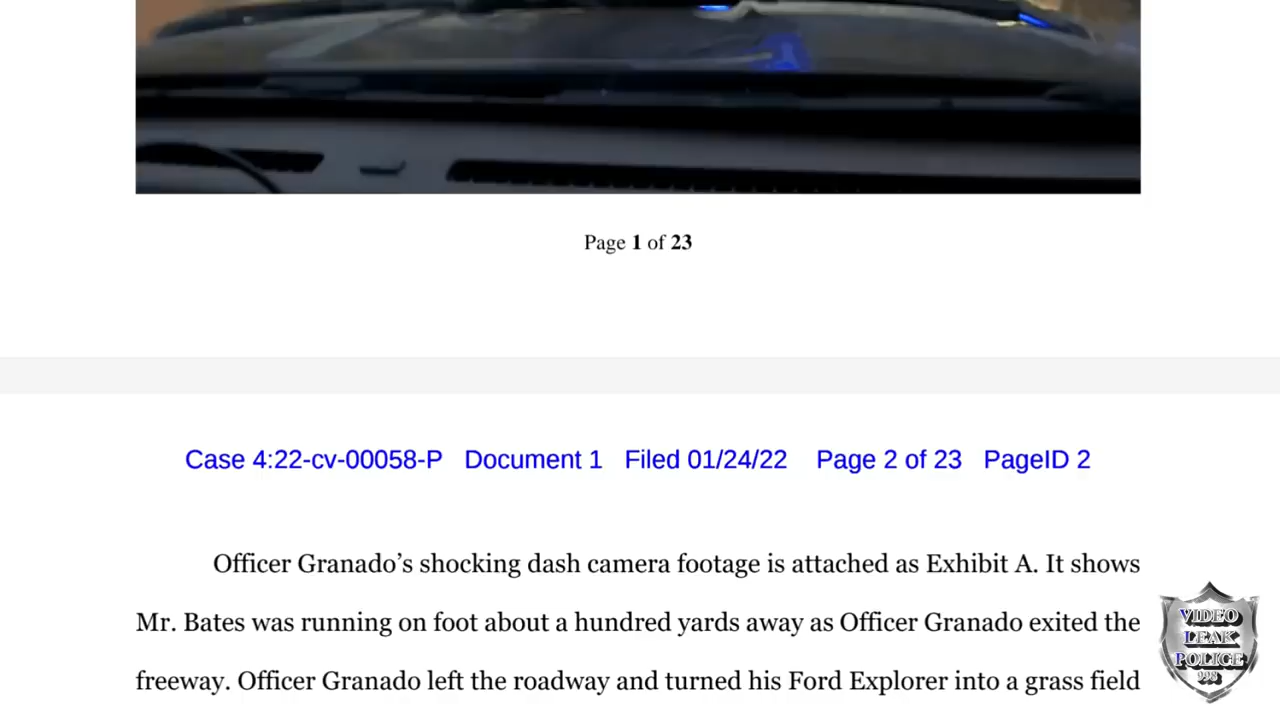 Page 1 of 23
Case 4:22-cv-00058-P Document 1 Filed 01/24/22 Page 2 of 23 PageID 2
Officer Granado’s shocking dash camera footage is attached as Exhibit A. It shows
Mr. Bates was running on foot about a hundred yards away as Officer Granado exited the
freeway. Officer Granado left the roadway and turned his Ford Explorer into a grass field
VIDEO
LEAK
POLICE
998